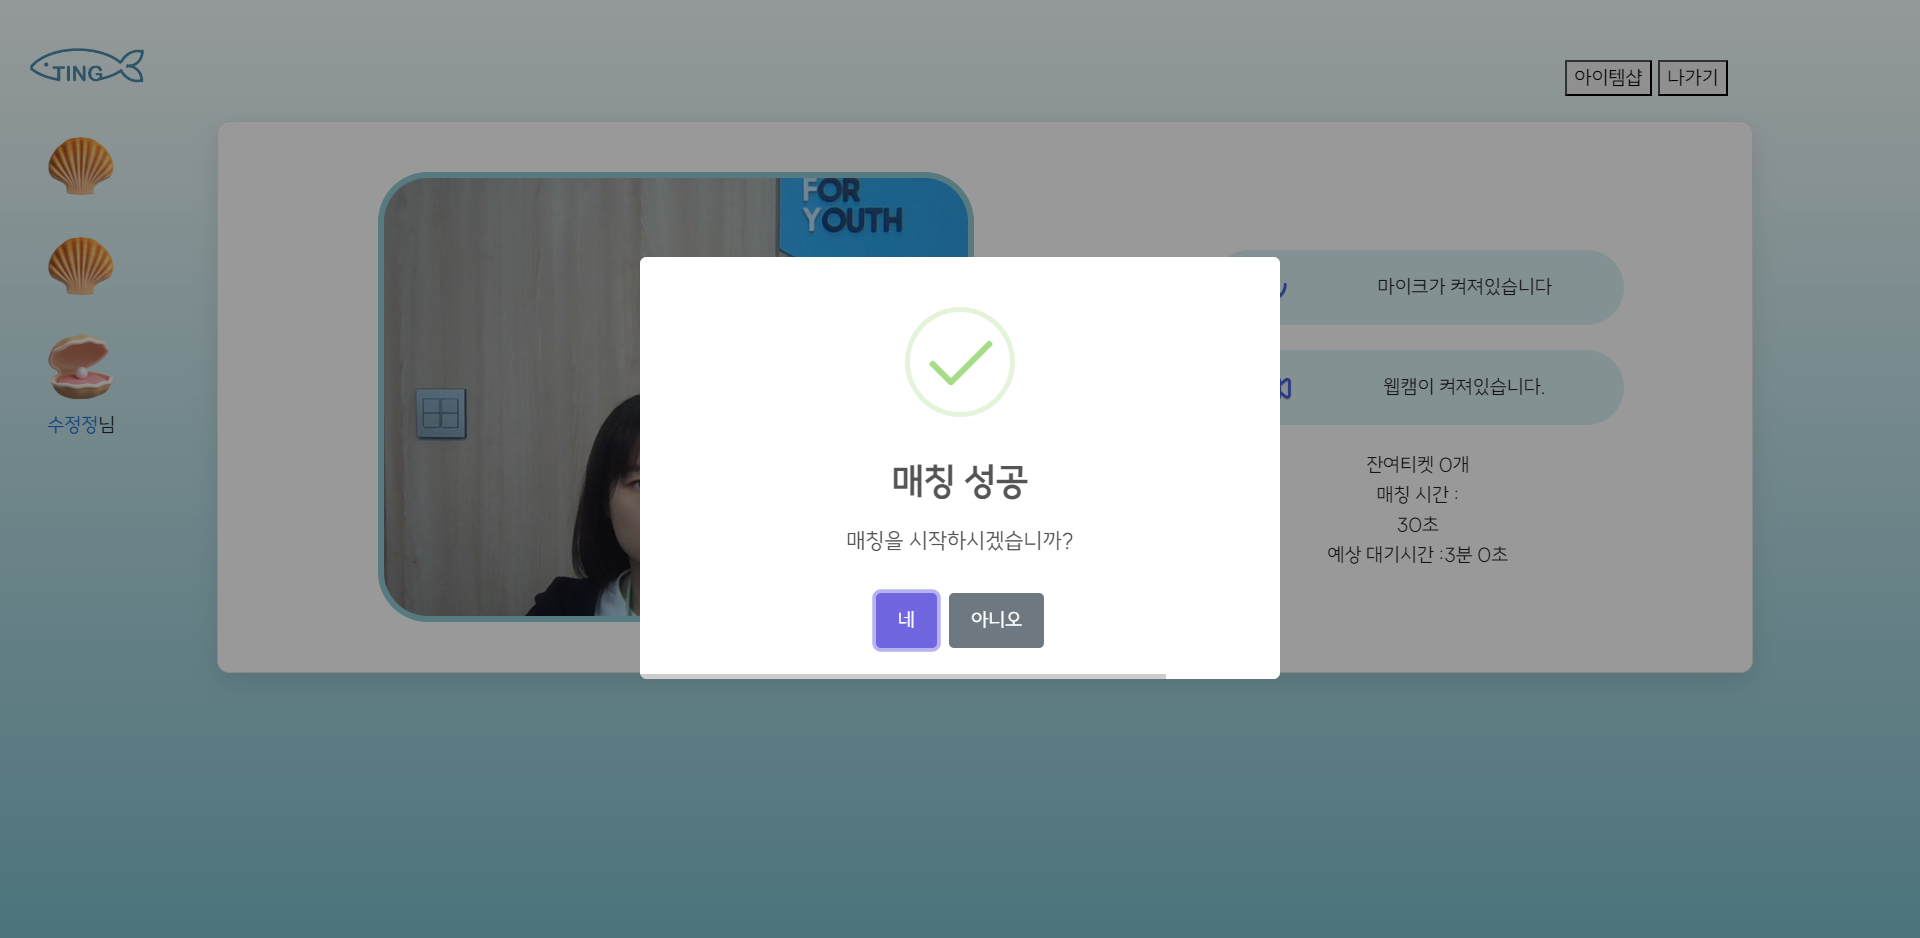 TING
아이템샵
나가기
FOR
YOUTH
마이크가 켜져있습니다
웹캠이 켜져있습니다.
수정정님
잔여티켓 0개
매칭 시간 :
30초
예상 대기시간 :3분 0초
매칭 성공
매칭을 시작하시겠습니까?
네
아니오